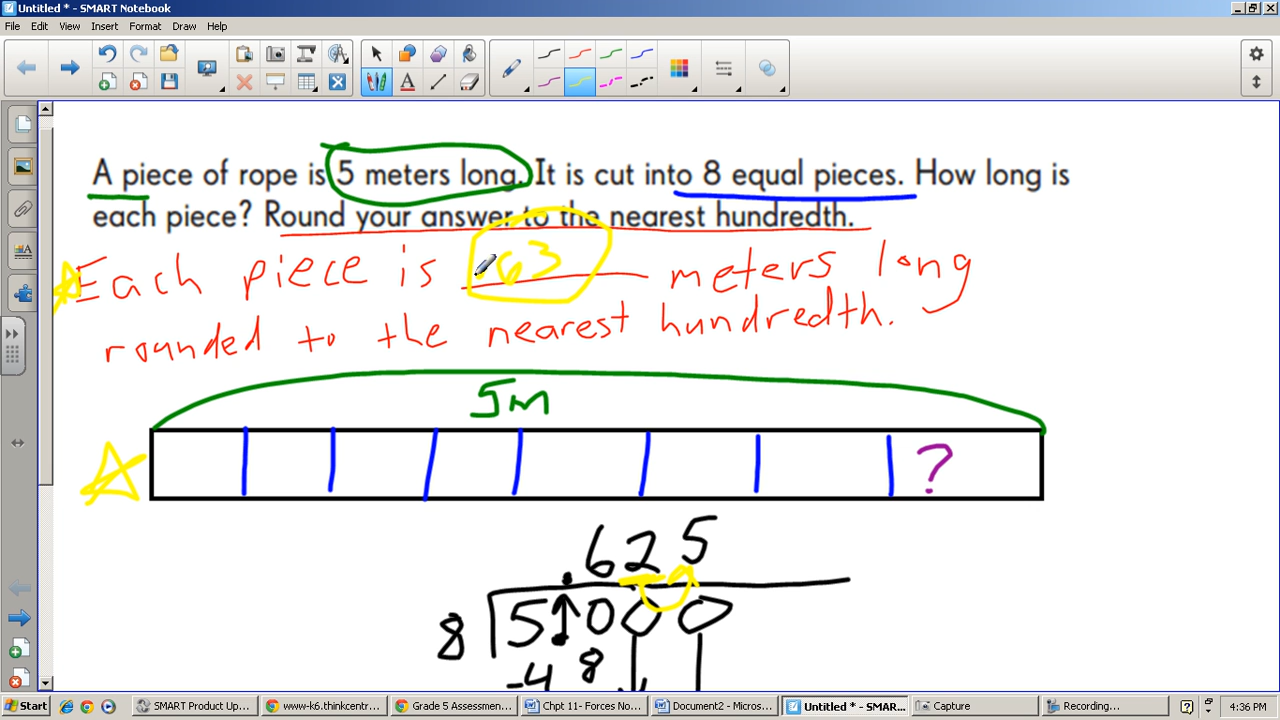 Untitled * - SMART Notebook
File Edit View Insert Format Draw Help
A piece of rope is 5 meters long. It is cut into 8 equal pieces. How long is
each piece? Round your answer to the nearest hundredth.
Each piece is .63 meters long
rounded to the nearest hundredth.
5m
?
.625
8 5.000
-48
Start SMART Product Up... www-k6.thinkcentr... Grade 5 Assessmen... Chpt 11- Forces No... Document2 - Micros... Untitled * - SMAR... Capture Recording... 4:36 PM